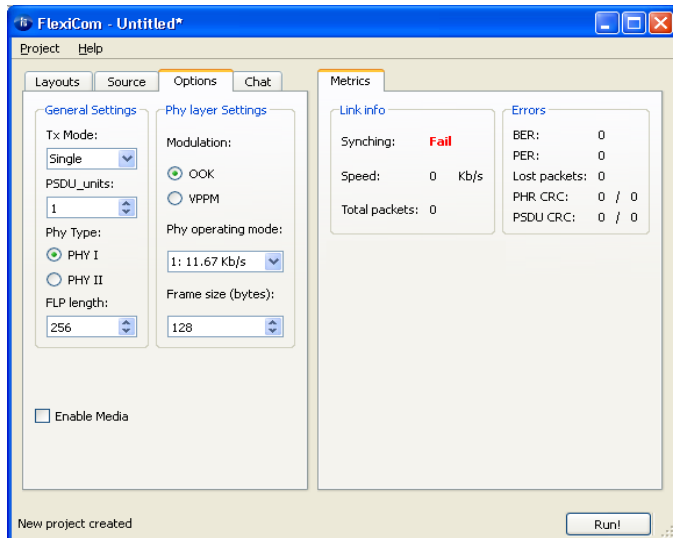 FlexiCom - Untitled*
Project Help
Layouts Source Options Chat
General Settings
Tx Mode:
Single
PSDU_units:
1
Phy Type:
PHY I
PHY II
FLP length:
256
Phy layer Settings
Modulation:
OOK
VPPM
Phy operating mode:
1: 11.67 Kb/s
Frame size (bytes):
128
Enable Media
Metrics
Link info
Synching: Fail
Speed: 0 Kb/s
Total packets: 0
Errors
BER: 0
PER: 0
Lost packets: 0
PHR CRC: 0 / 0
PSDU CRC: 0 / 0
New project created
Run!